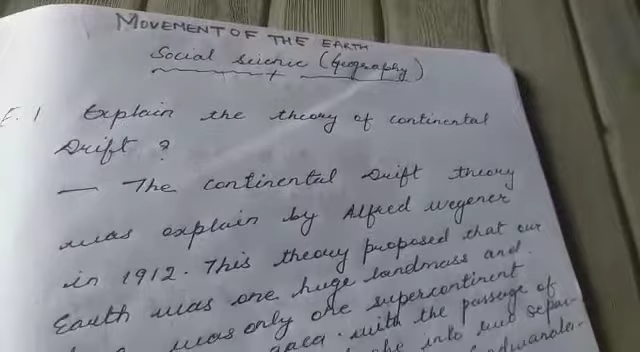 MOVEMENT OF THE EARTH
Social Science (Geography)
E. 1 Explain the theory of continental
Drift ?
— The continental Drift theory
was explain by Alfred wegener
in 1912. This theory proposed that our
Earth was one huge landmass and
was only one supercontinent.
with the passage of
into two separ-